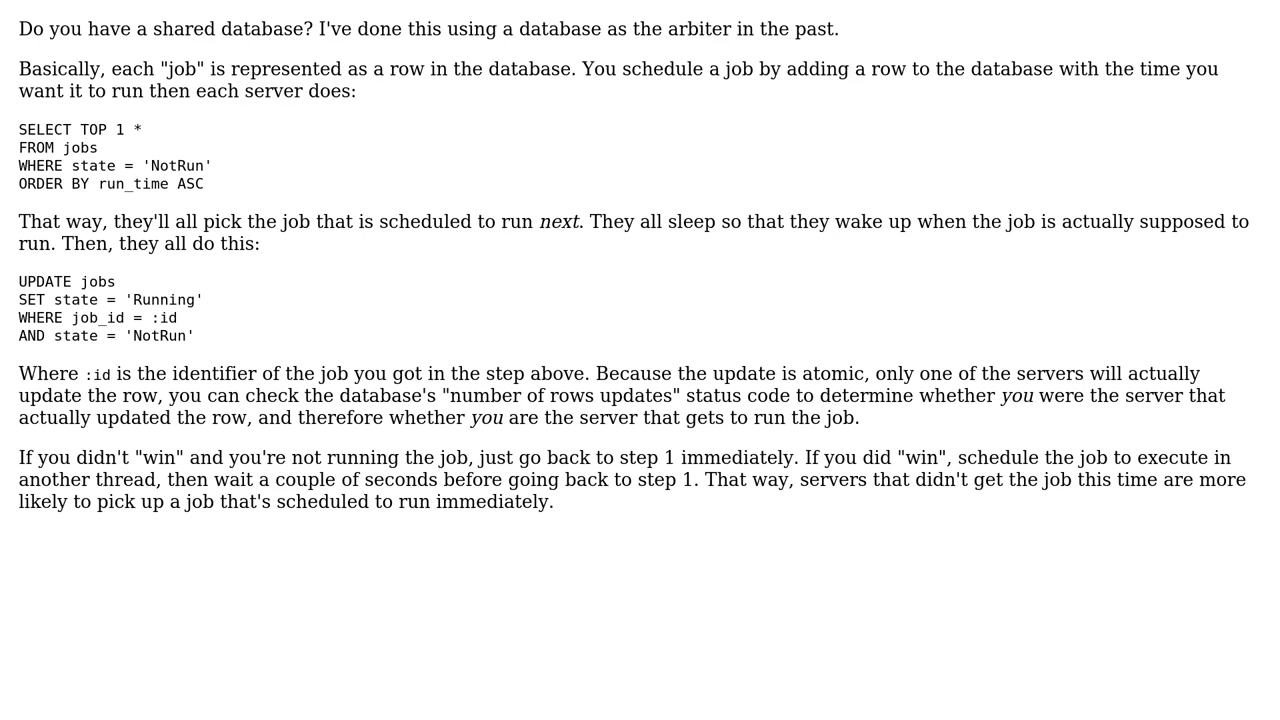 Do you have a shared database? I've done this using a database as the arbiter in the past.
Basically, each "job" is represented as a row in the database. You schedule a job by adding a row to the database with the time you
want it to run then each server does:
SELECT TOP 1 *
FROM jobs
WHERE state = 'NotRun'
ORDER BY run_time ASC
That way, they'll all pick the job that is scheduled to run next. They all sleep so that they wake up when the job is actually supposed to
run. Then, they all do this:
UPDATE jobs
SET state = 'Running'
WHERE job_id = :id
AND state = 'NotRun'
Where :id is the identifier of the job you got in the step above. Because the update is atomic, only one of the servers will actually
update the row, you can check the database's "number of rows updates" status code to determine whether you were the server that
actually updated the row, and therefore whether you are the server that gets to run the job.
If you didn't "win" and you're not running the job, just go back to step 1 immediately. If you did "win", schedule the job to execute in
another thread, then wait a couple of seconds before going back to step 1. That way, servers that didn't get the job this time are more
likely to pick up a job that's scheduled to run immediately.